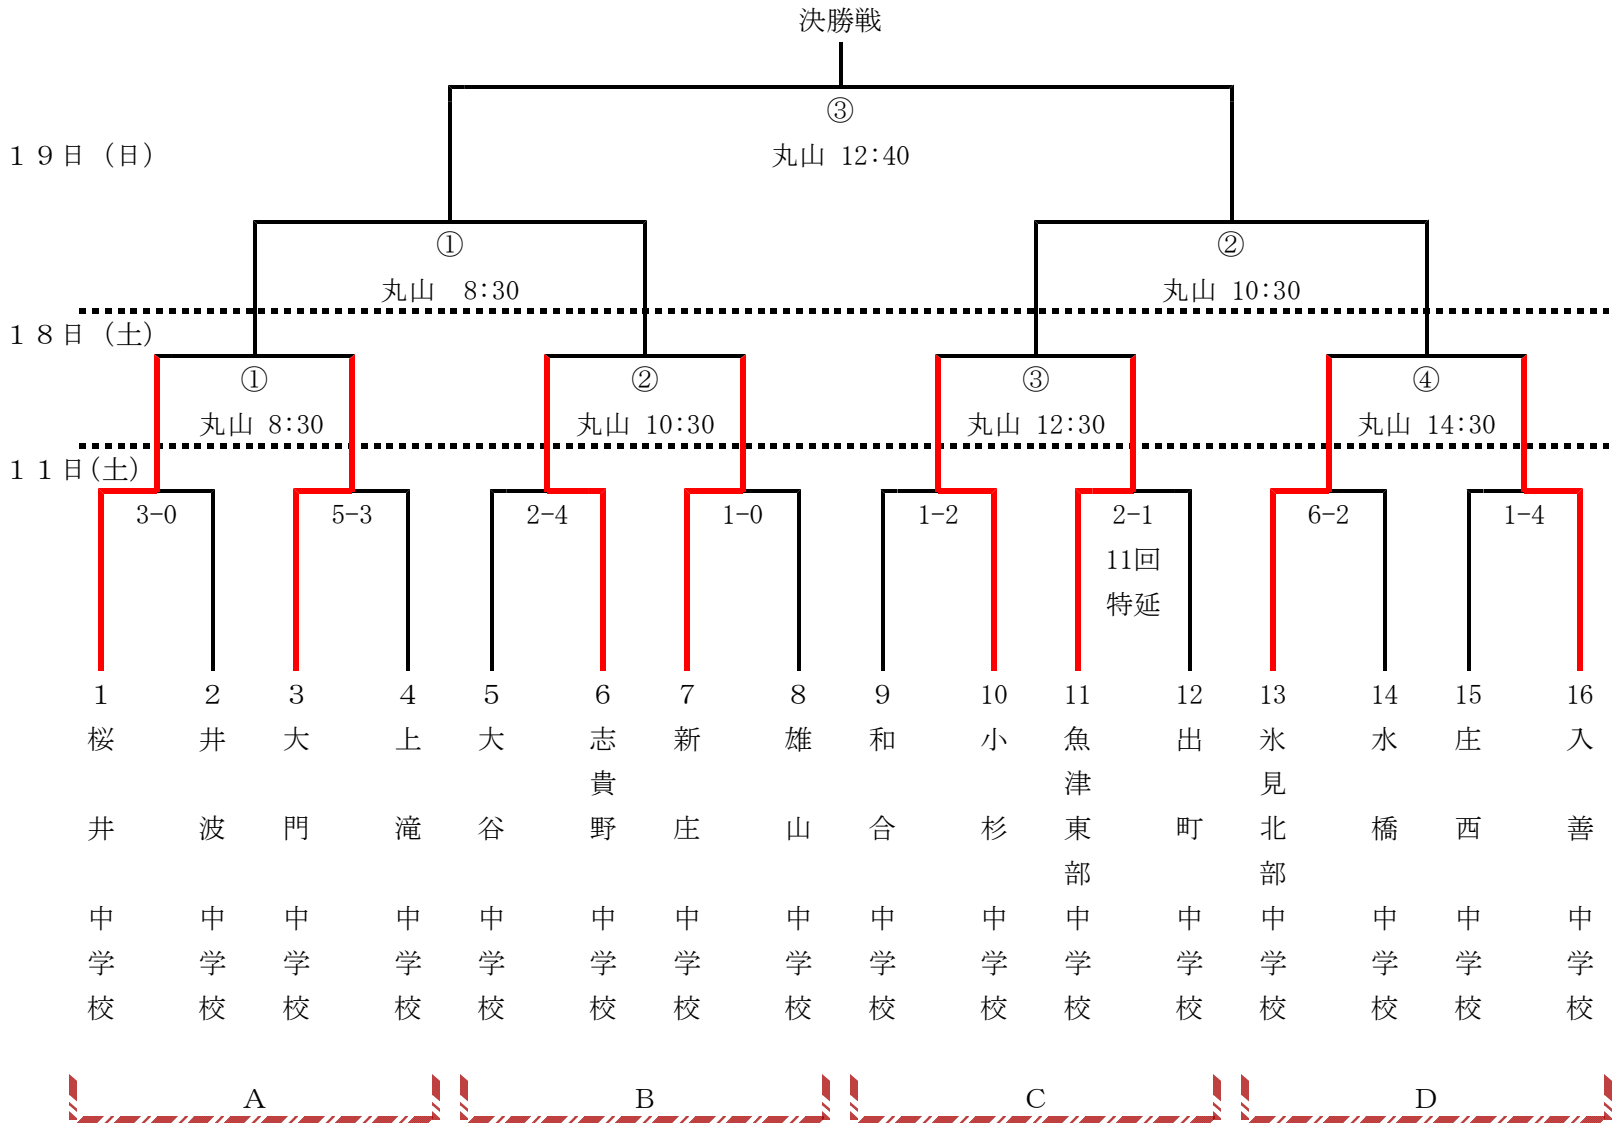 決勝戦
③
１９日（日）
丸山 12:40
①
②
丸山　8:30
丸山 10:30
１８日（土）
①
②
③
④
丸山 8:30
丸山 10:30
丸山 12:30
丸山 14:30
１１日(土)
3-0
5-3
2-4
1-0
1-2
2-1
6-2
1-4
11回
特延
1
桜井中学校
2
井波中学校
3
大門中学校
4
上滝中学校
5
大谷中学校
6
志貴野中学校
7
新庄中学校
8
雄山中学校
9
和合中学校
10
小杉中学校
11
魚津東部中学校
12
出町中学校
13
氷見北部中学校
14
水橋中学校
15
庄西中学校
16
入善中学校
A
B
C
D